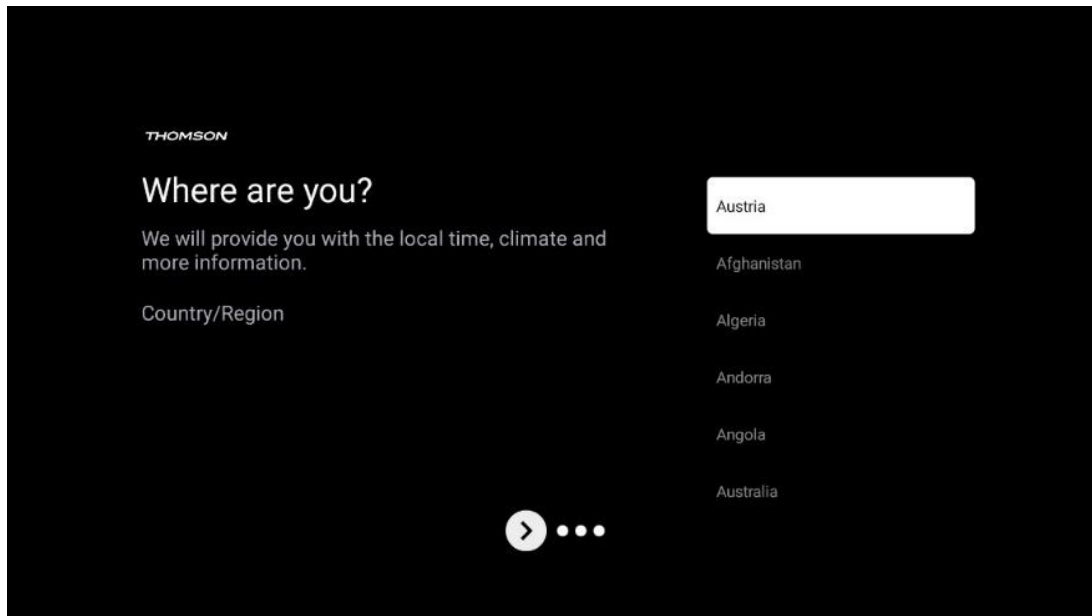 THOMSON
Where are you?
We will provide you with the local time, climate and
more information.
Country/Region
Austria
Afghanistan
Algeria
Andorra
Angola
Australia